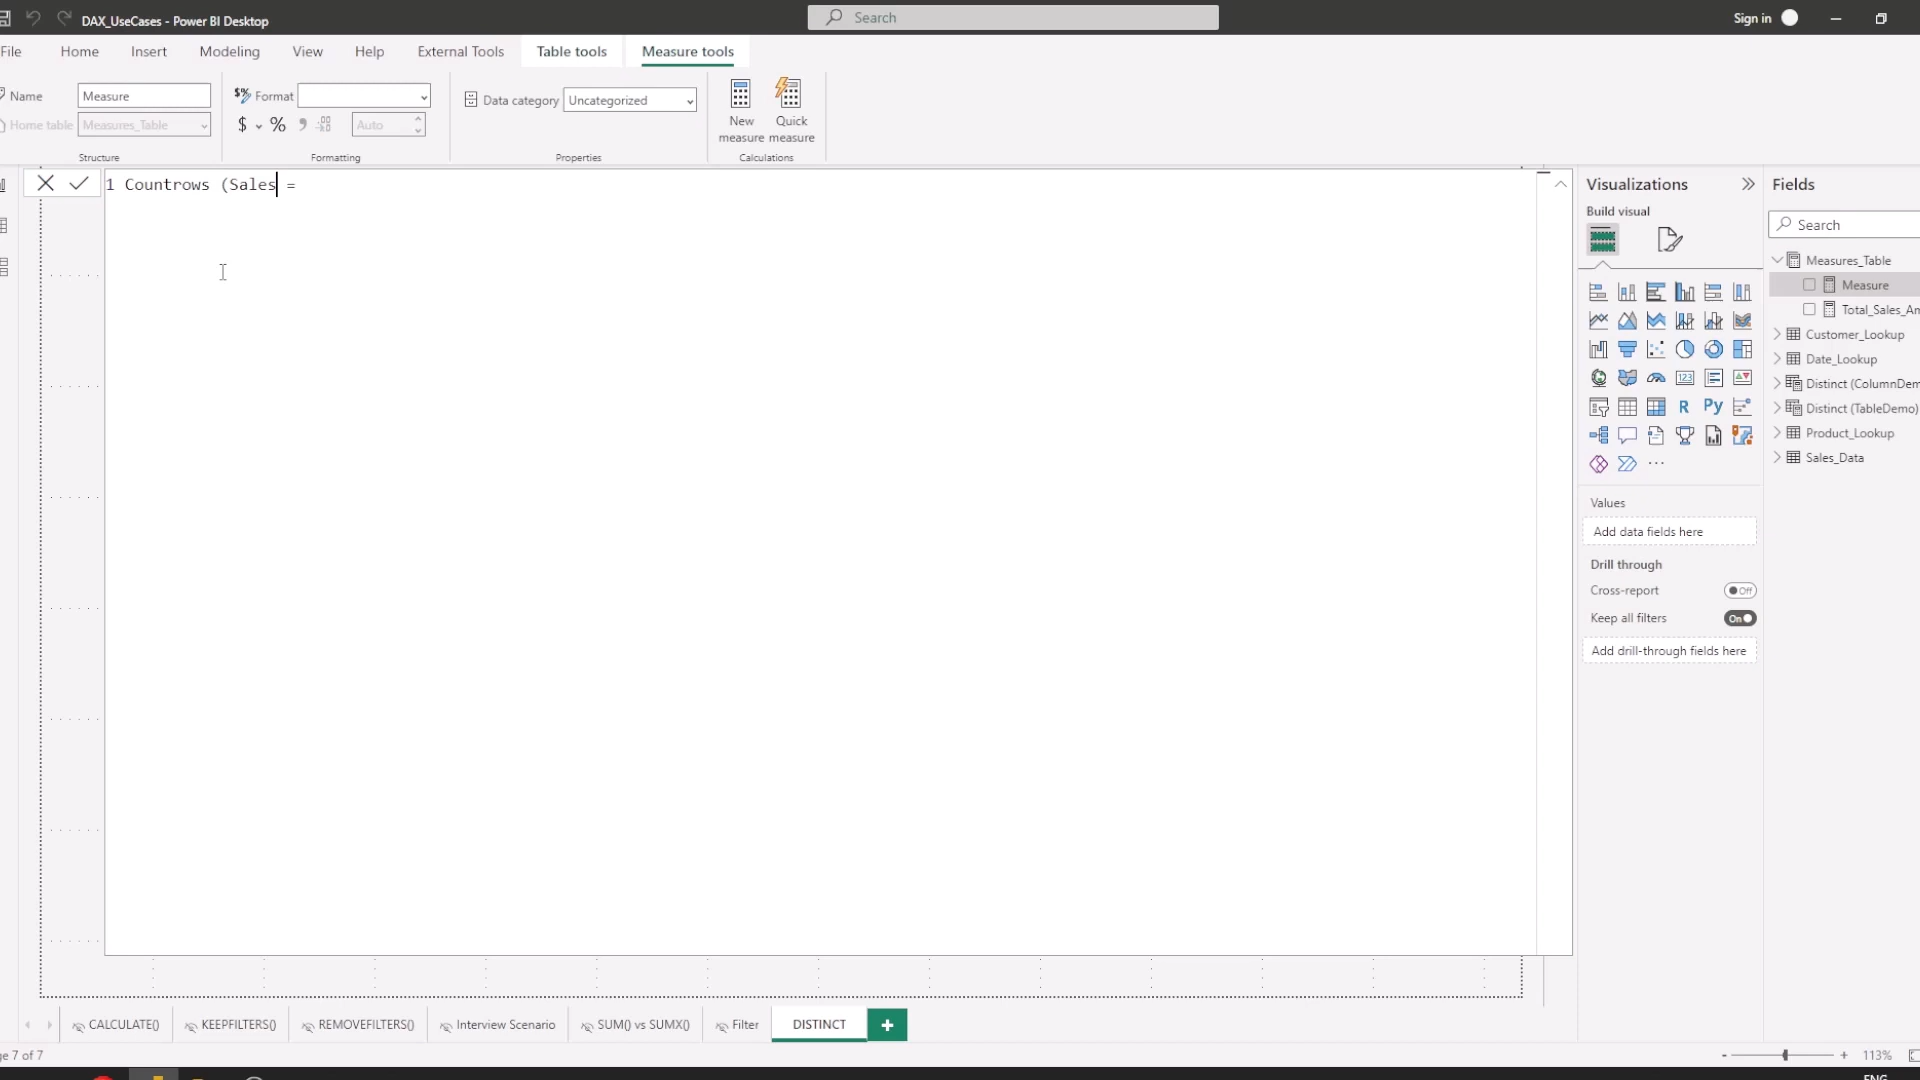 DAX_UseCases - Power BI Desktop
Search
Sign in
File
Home
Insert
Modeling
View
Help
External Tools
Table tools
Measure tools
Name
Measure
Home table
Measures_Table
Structure
Format
Auto
Formatting
Data category
Uncategorized
Properties
New
measure
Quick
measure
Calculations
1 Countrows (Sales =
Visualizations
Build visual
Values
Add data fields here
Drill through
Cross-report
Off
Keep all filters
On
Add drill-through fields here
Fields
Search
Measures_Table
Measure
Total_Sales_An
Customer_Lookup
Date_Lookup
Distinct (ColumnDem
Distinct (TableDemo)
Product_Lookup
Sales_Data
CALCULATE()
KEEPFILTERS()
REMOVEFILTERS()
Interview Scenario
SUM() vs SUMX()
Filter
DISTINCT
ge 7 of 7
113%